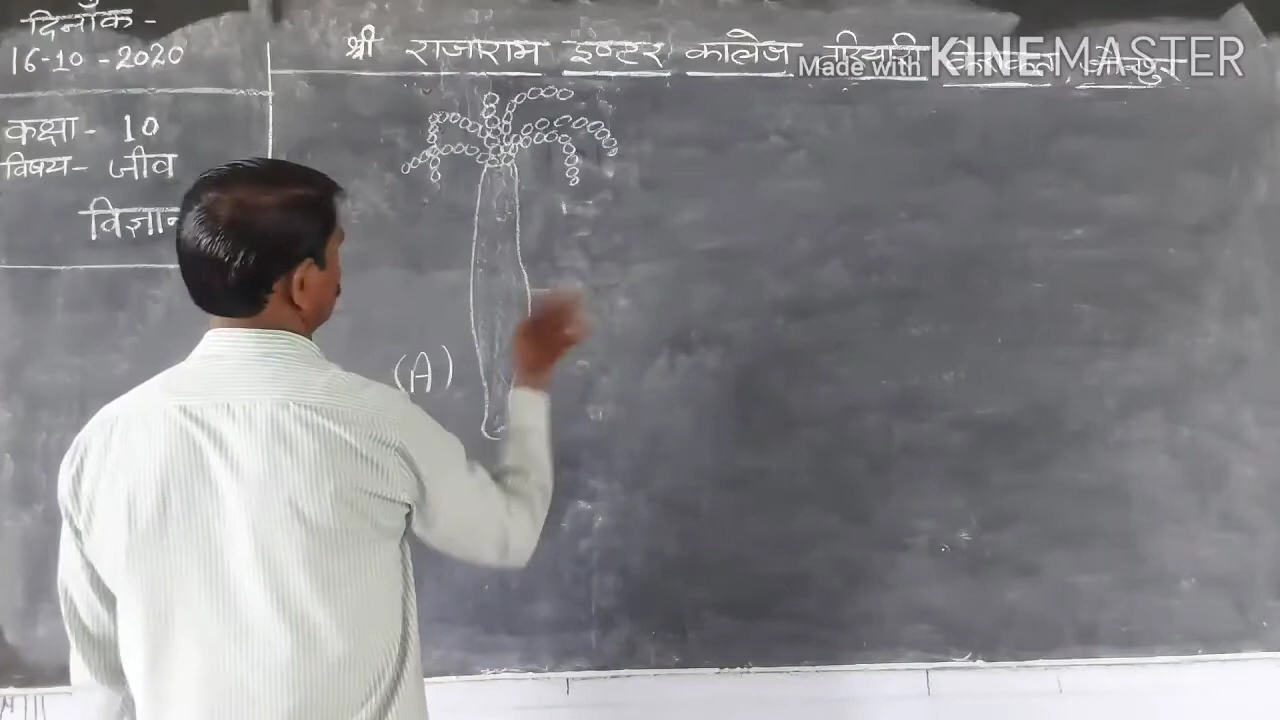 दिनाँक -
16-10-2020
श्री राजाराम इण्टर कालेज
Made with KINEMASTER
कक्षा - 10
विषय - जीव
विज्ञान
(A)